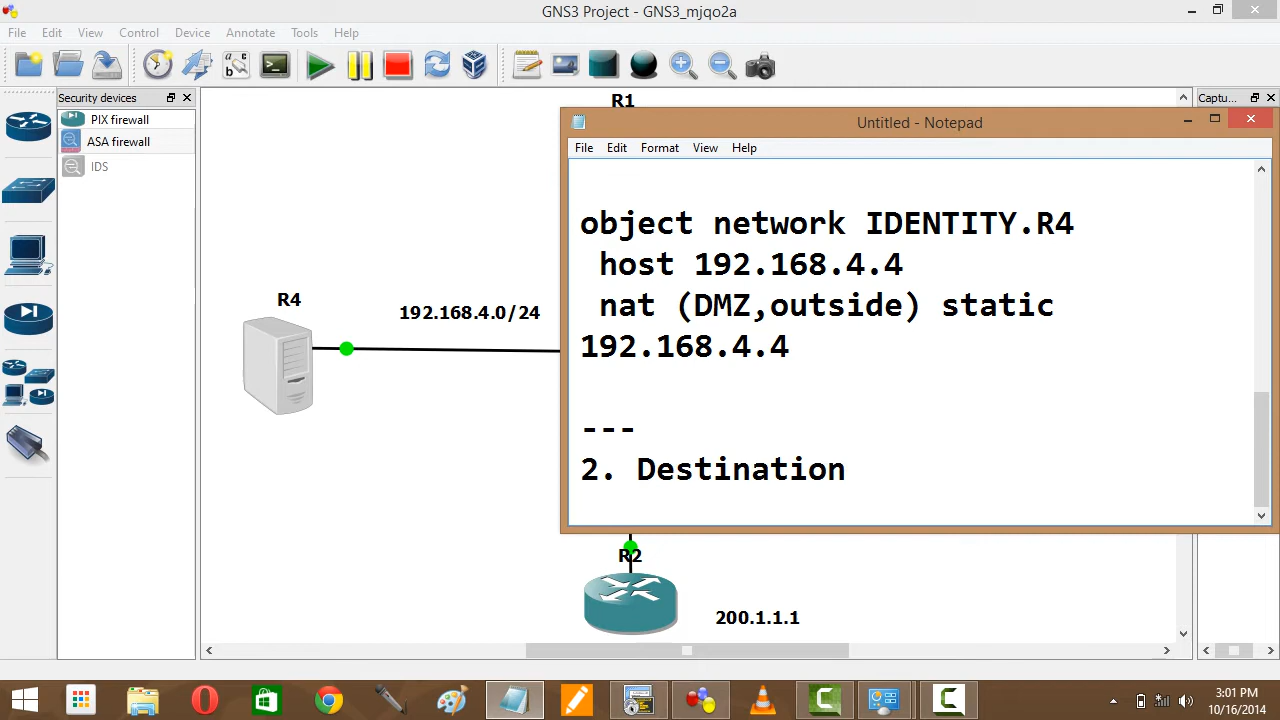 GNS3 Project - GNS3_mjqo2a
File Edit View Control Device Annotate Tools Help
Security devices
Captu...
PIX firewall
ASA firewall
IDS
R1
Untitled - Notepad
File Edit Format View Help
object network IDENTITY.R4
host 192.168.4.4
nat (DMZ,outside) static
192.168.4.4
---
2. Destination
R4
192.168.4.0/24
R2
200.1.1.1
3:01 PM
10/16/2014